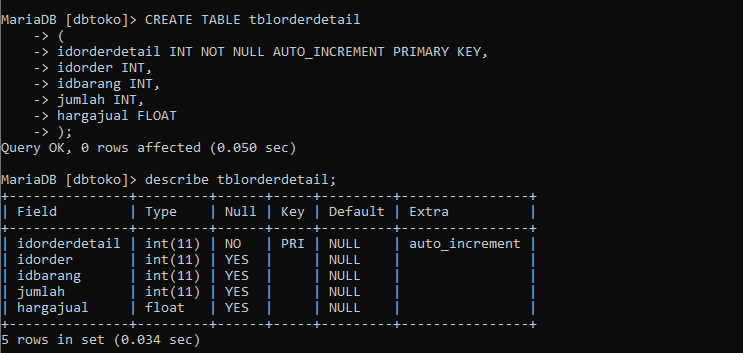 MariaDB [dbtoko]> CREATE TABLE tblorderdetail
    -> (
    -> idorderdetail INT NOT NULL AUTO_INCREMENT PRIMARY KEY,
    -> idorder INT,
    -> idbarang INT,
    -> jumlah INT,
    -> hargajual FLOAT
    -> );
Query OK, 0 rows affected (0.050 sec)

MariaDB [dbtoko]> describe tblorderdetail;
+---------------+---------+------+-----+---------+----------------+
| Field         | Type    | Null | Key | Default | Extra          |
+---------------+---------+------+-----+---------+----------------+
| idorderdetail | int(11) | NO   | PRI | NULL    | auto_increment |
| idorder       | int(11) | YES  |     | NULL    |                |
| idbarang      | int(11) | YES  |     | NULL    |                |
| jumlah        | int(11) | YES  |     | NULL    |                |
| hargajual     | float   | YES  |     | NULL    |                |
+---------------+---------+------+-----+---------+----------------+
5 rows in set (0.034 sec)